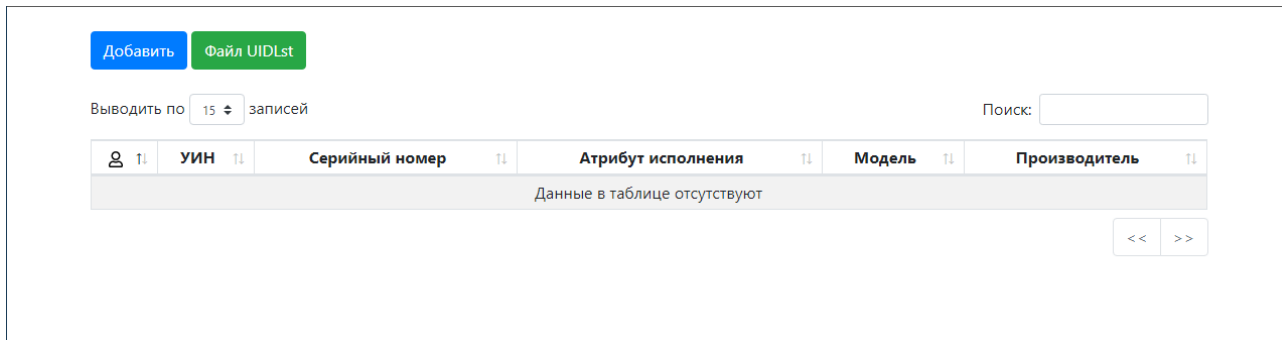 Добавить Файл UIDLst
Выводить по 15 записей Поиск:
УИН Серийный номер Атрибут исполнения Модель Производитель
Данные в таблице отсутствуют
<< >>